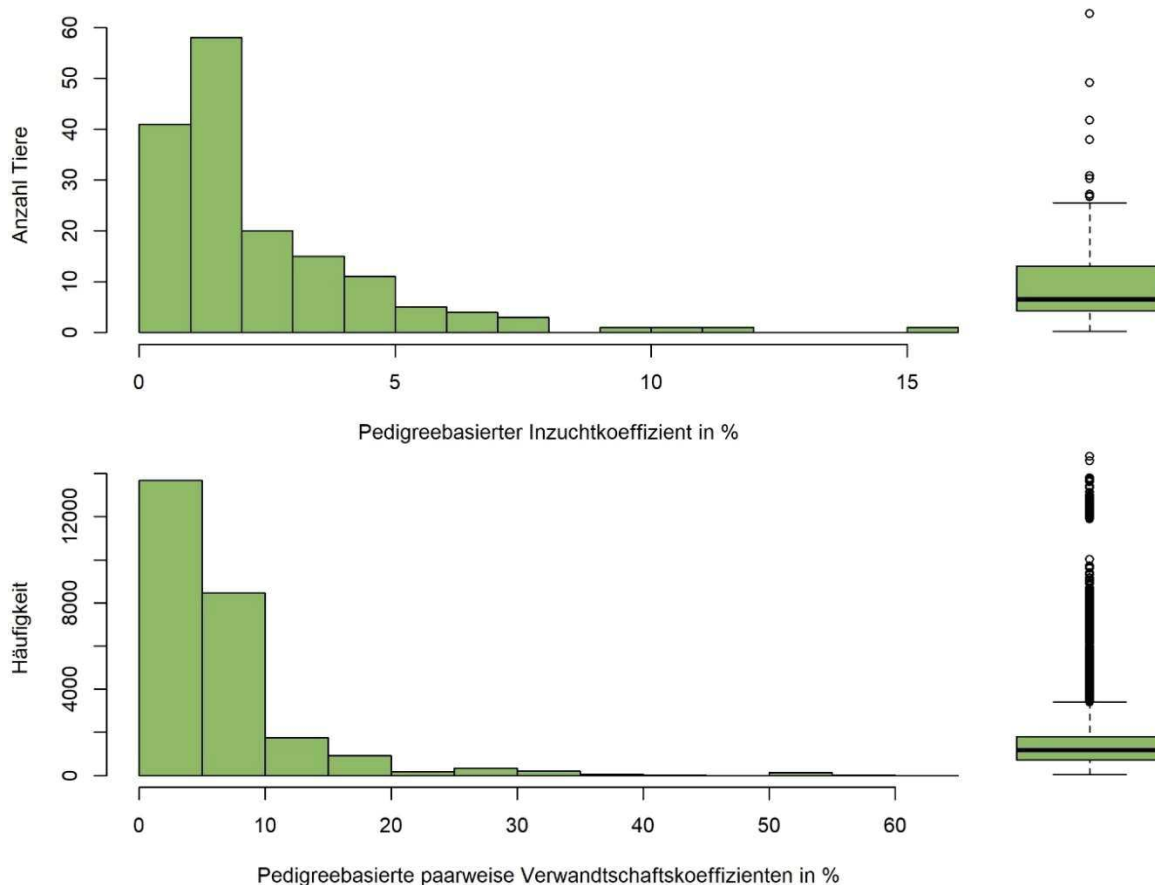 60
50
40
30
20
10
0
Anzahl Tiere
0 5 10 15
Pedigreebasierter Inzuchtkoeffizient in %
12000
8000
4000
0
Häufigkeit
0 10 20 30 40 50 60
Pedigreebasierte paarweise Verwandtschaftskoeffizienten in %